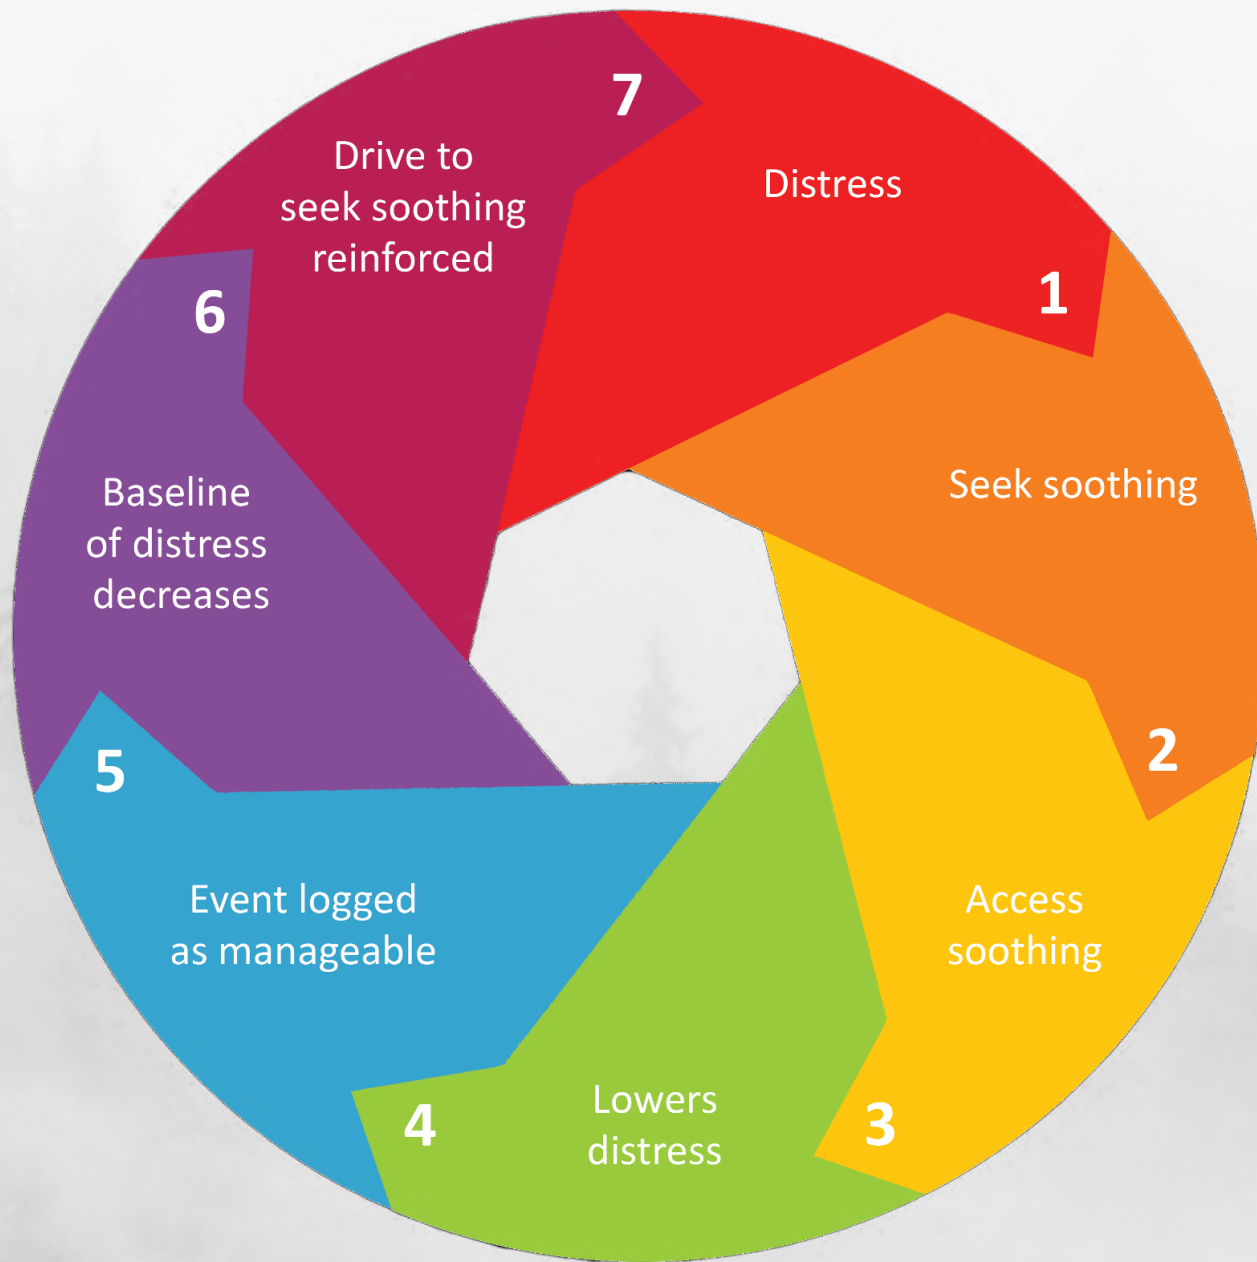 1
Distress
2
Seek soothing
3
Access
soothing
4
Lowers
distress
5
Event logged
as manageable
6
Baseline
of distress
decreases
7
Drive to
seek soothing
reinforced